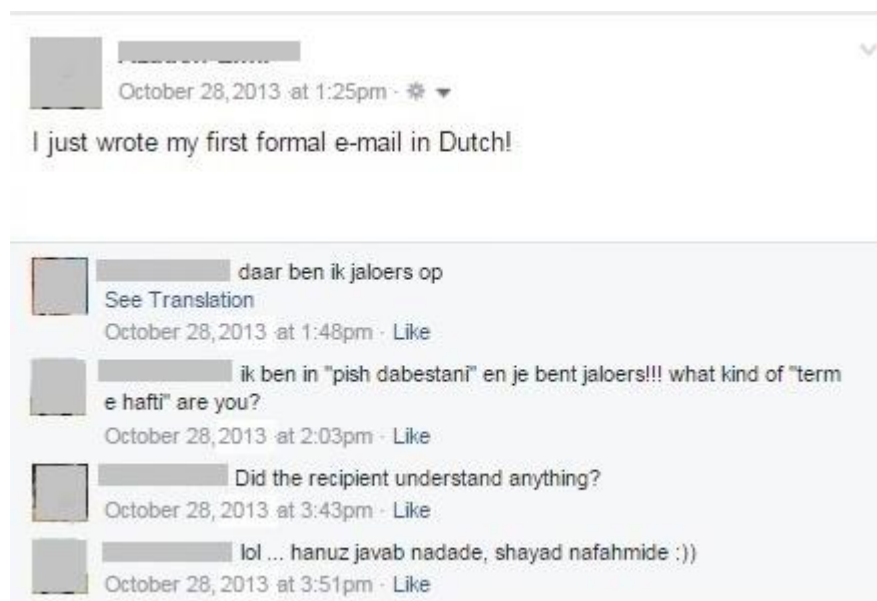 October 28, 2013 at 1:25pm ·
I just wrote my first formal e-mail in Dutch!
daar ben ik jaloers op
See Translation
October 28, 2013 at 1:48pm · Like
ik ben in "pish dabestani" en je bent jaloers!!! what kind of "term
e hafti" are you?
October 28, 2013 at 2:03pm · Like
Did the recipient understand anything?
October 28, 2013 at 3:43pm · Like
lol ... hanuz javab nadade, shayad nafahmide :))
October 28, 2013 at 3:51pm · Like